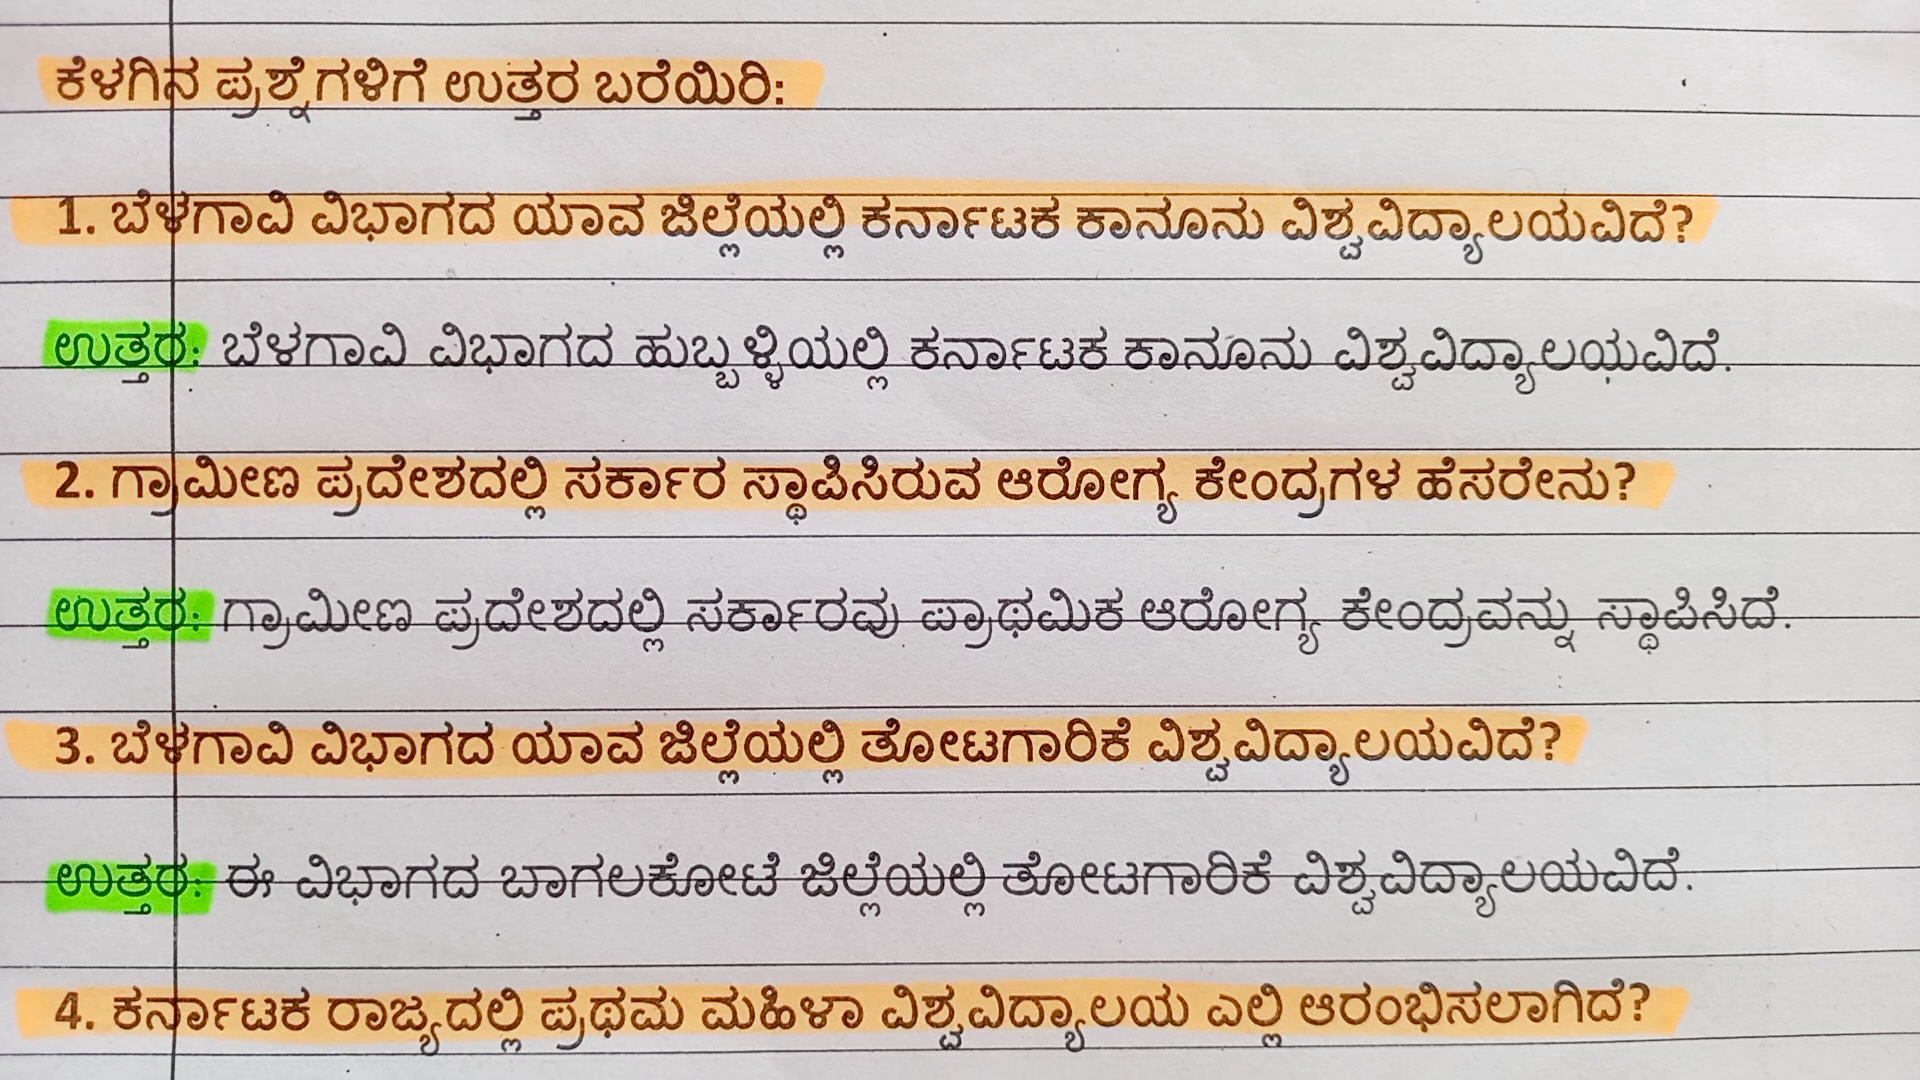 ಕೆಳಗಿನ ಪ್ರಶ್ನೆಗಳಿಗೆ ಉತ್ತರ ಬರೆಯಿರಿ:
1. ಬೆಳಗಾವಿ ವಿಭಾಗದ ಯಾವ ಜಿಲ್ಲೆಯಲ್ಲಿ ಕರ್ನಾಟಕ ಕಾನೂನು ವಿಶ್ವವಿದ್ಯಾಲಯವಿದೆ?
ಉತ್ತರ: ಬೆಳಗಾವಿ ವಿಭಾಗದ ಹುಬ್ಬಳ್ಳಿಯಲ್ಲಿ ಕರ್ನಾಟಕ ಕಾನೂನು ವಿಶ್ವವಿದ್ಯಾಲಯವಿದೆ.
2. ಗ್ರಾಮೀಣ ಪ್ರದೇಶದಲ್ಲಿ ಸರ್ಕಾರ ಸ್ಥಾಪಿಸಿರುವ ಆರೋಗ್ಯ ಕೇಂದ್ರಗಳ ಹೆಸರೇನು?
ಉತ್ತರ: ಗ್ರಾಮೀಣ ಪ್ರದೇಶದಲ್ಲಿ ಸರ್ಕಾರವು ಪ್ರಾಥಮಿಕ ಆರೋಗ್ಯ ಕೇಂದ್ರವನ್ನು ಸ್ಥಾಪಿಸಿದೆ.
3. ಬೆಳಗಾವಿ ವಿಭಾಗದ ಯಾವ ಜಿಲ್ಲೆಯಲ್ಲಿ ತೋಟಗಾರಿಕೆ ವಿಶ್ವವಿದ್ಯಾಲಯವಿದೆ?
ಉತ್ತರ: ಈ ವಿಭಾಗದ ಬಾಗಲಕೋಟೆ ಜಿಲ್ಲೆಯಲ್ಲಿ ತೋಟಗಾರಿಕೆ ವಿಶ್ವವಿದ್ಯಾಲಯವಿದೆ.
4. ಕರ್ನಾಟಕ ರಾಜ್ಯದಲ್ಲಿ ಪ್ರಥಮ ಮಹಿಳಾ ವಿಶ್ವವಿದ್ಯಾಲಯ ಎಲ್ಲಿ ಆರಂಭಿಸಲಾಗಿದೆ?